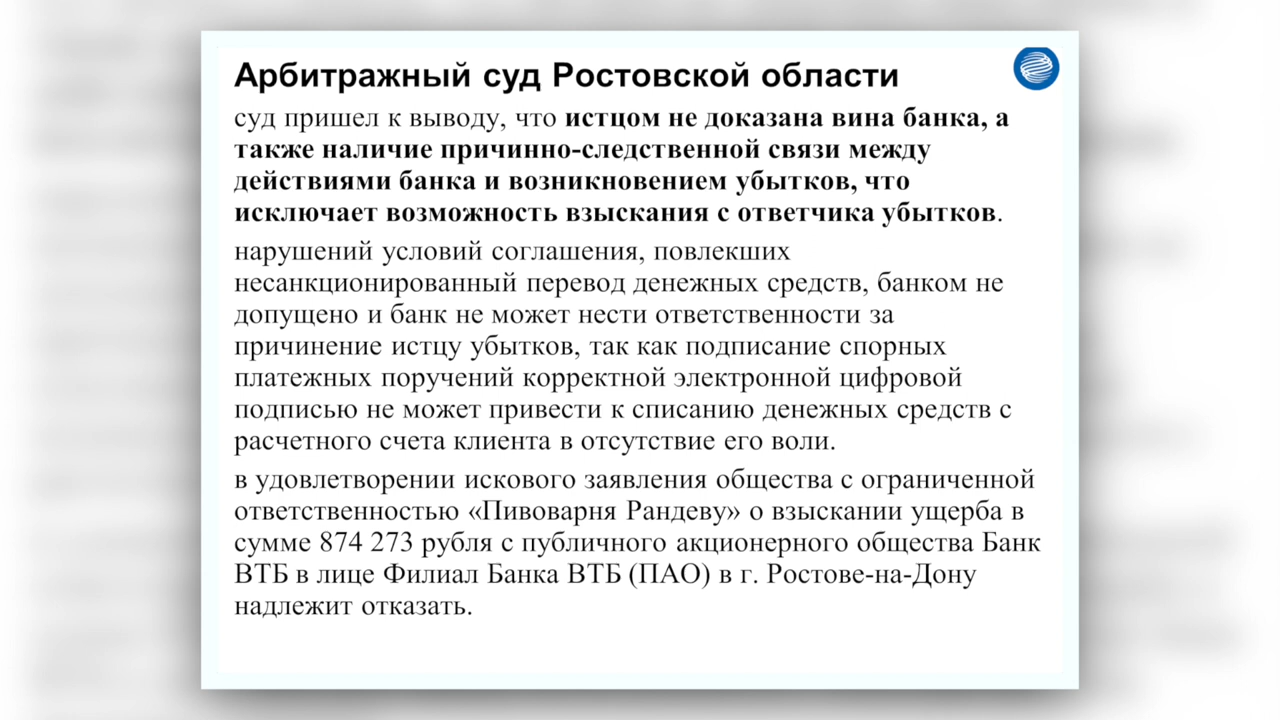 Арбитражный суд Ростовской области
суд пришел к выводу, что истцом не доказана вина банка, а
также наличие причинно-следственной связи между
действиями банка и возникновением убытков, что
исключает возможность взыскания с ответчика убытков.
нарушений условий соглашения, повлекших
несанкционированный перевод денежных средств, банком не
допущено и банк не может нести ответственности за
причинение истцу убытков, так как подписание спорных
платежных поручений корректной электронной цифровой
подписью не может привести к списанию денежных средств с
расчетного счета клиента в отсутствие его воли.
в удовлетворении искового заявления общества с ограниченной
ответственностью «Пивоварня Рандеву» о взыскании ущерба в
сумме 874 273 рубля с публичного акционерного общества Банк
ВТБ в лице Филиал Банка ВТБ (ПАО) в г. Ростове-на-Дону
надлежит отказать.